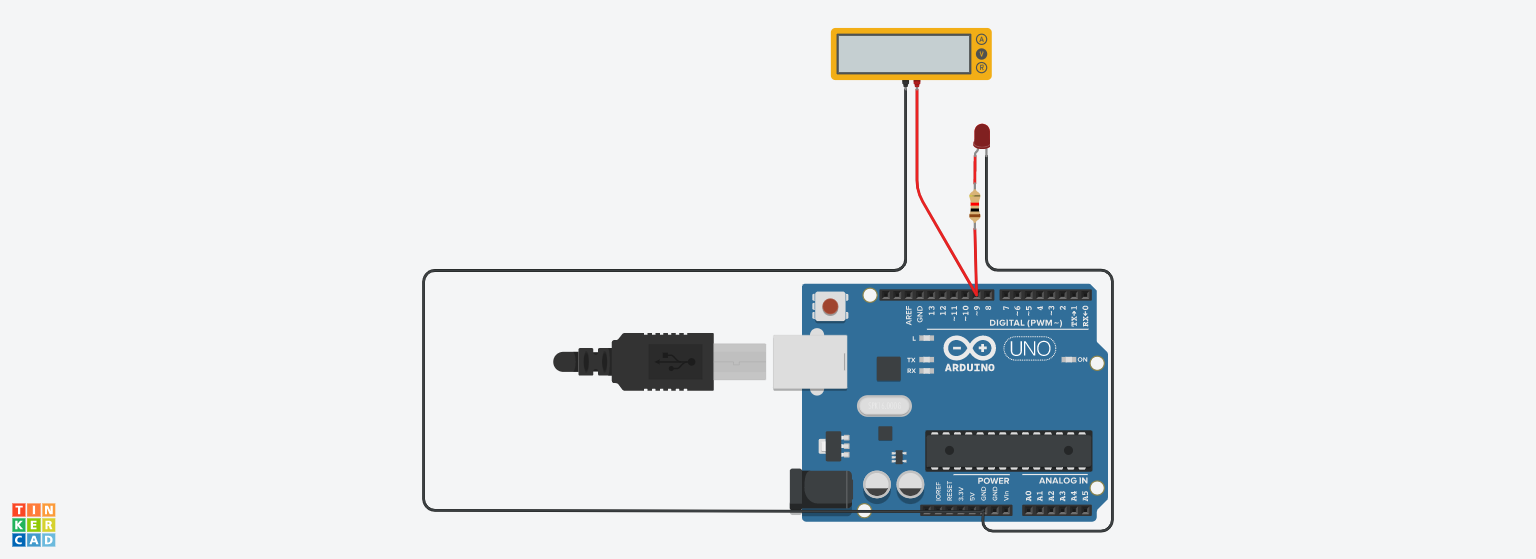 A
V
R
AREF
GND
13
12
~11
~10
~9
8
7
~6
~5
4
~3
2
TX→1
RX←0
DIGITAL (PWM~)
L
TX
RX
UNO
ARDUINO
ON
POWER
ANALOG IN
IOREF
RESET
3.3V
5V
GND
GND
Vin
A0
A1
A2
A3
A4
A5
TIN
KER
CAD